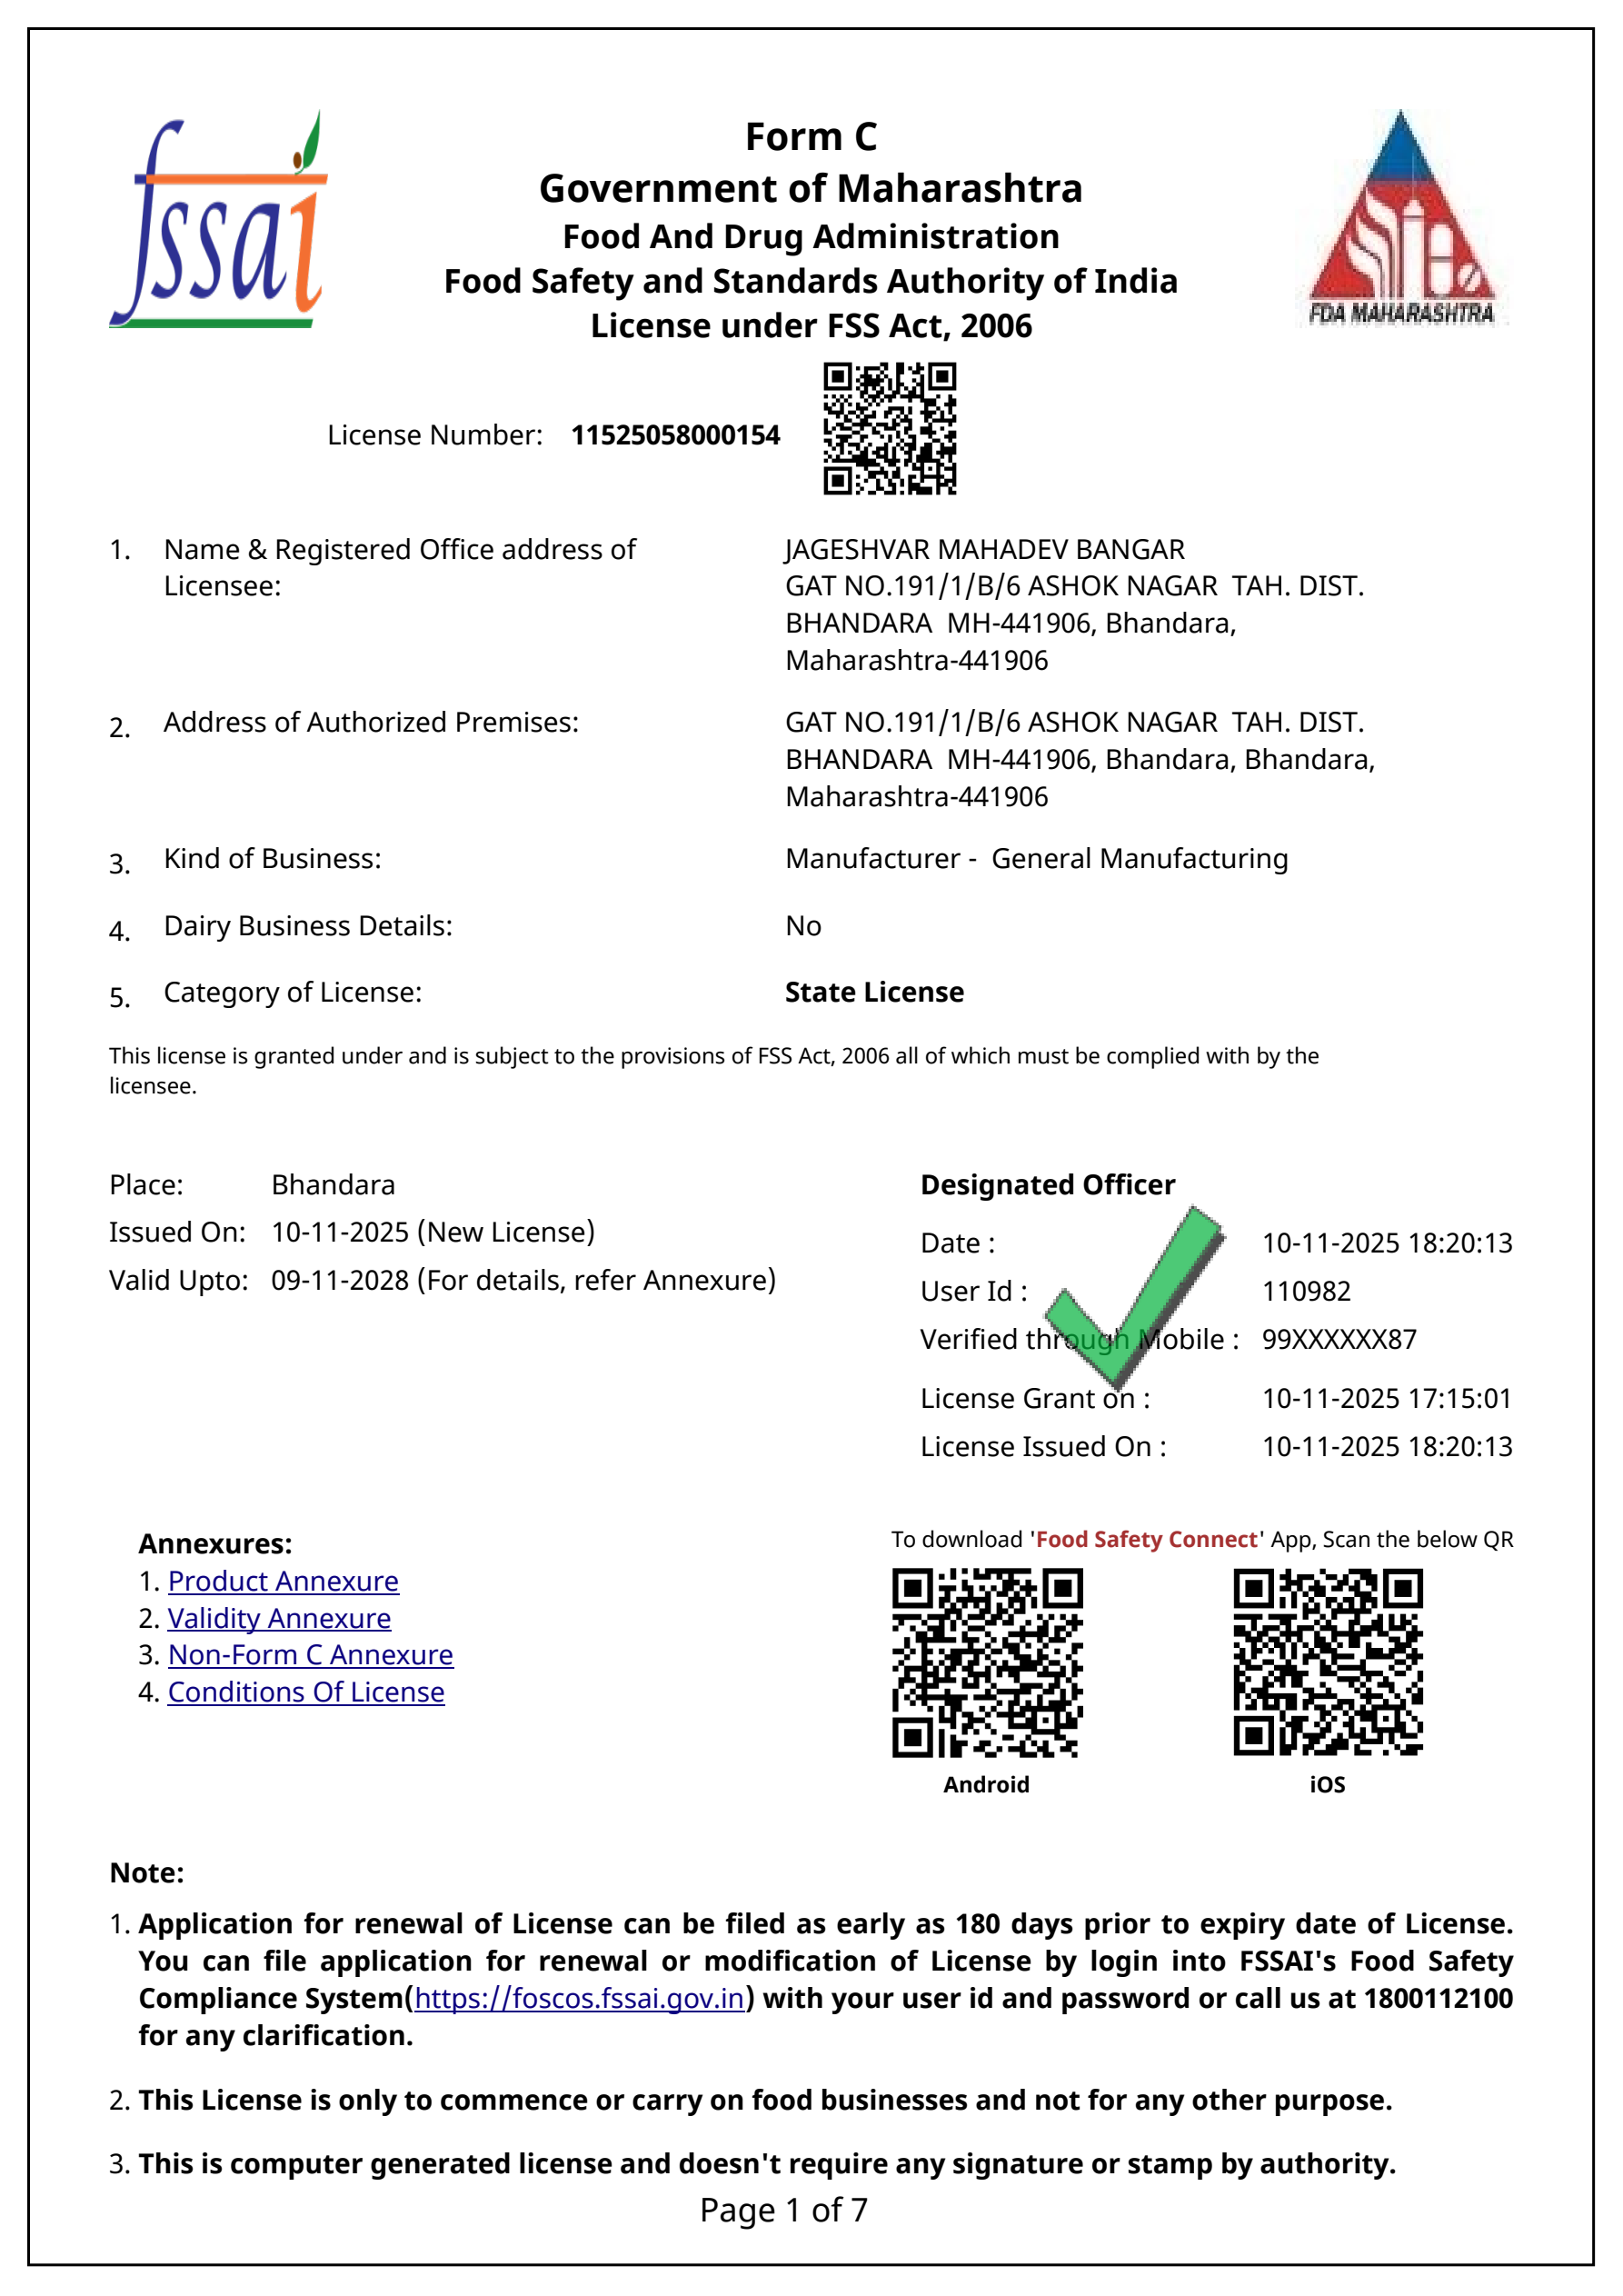 fssai
Form C
Government of Maharashtra
Food And Drug Administration
Food Safety and Standards Authority of India
License under FSS Act, 2006
FDA MAHARASHTRA
License Number: 11525058000154
1. Name & Registered Office address of
Licensee:
JAGESHVAR MAHADEV BANGAR
GAT NO.191/1/B/6 ASHOK NAGAR TAH. DIST.
BHANDARA MH-441906, Bhandara,
Maharashtra-441906
2. Address of Authorized Premises:
GAT NO.191/1/B/6 ASHOK NAGAR TAH. DIST.
BHANDARA MH-441906, Bhandara, Bhandara,
Maharashtra-441906
3. Kind of Business: Manufacturer - General Manufacturing
4. Dairy Business Details: No
5. Category of License: State License
This license is granted under and is subject to the provisions of FSS Act, 2006 all of which must be complied with by the
licensee.
Place: Bhandara
Issued On: 10-11-2025 (New License)
Valid Upto: 09-11-2028 (For details, refer Annexure)
Designated Officer
Date : 10-11-2025 18:20:13
User Id : 110982
Verified through Mobile : 99XXXXXX87
License Grant on : 10-11-2025 17:15:01
License Issued On : 10-11-2025 18:20:13
Annexures:
1. Product Annexure
2. Validity Annexure
3. Non-Form C Annexure
4. Conditions Of License
To download 'Food Safety Connect' App, Scan the below QR
Android iOS
Note:
1. Application for renewal of License can be filed as early as 180 days prior to expiry date of License.
You can file application for renewal or modification of License by login into FSSAI's Food Safety
Compliance System(https://foscos.fssai.gov.in) with your user id and password or call us at 1800112100
for any clarification.
2. This License is only to commence or carry on food businesses and not for any other purpose.
3. This is computer generated license and doesn't require any signature or stamp by authority.
Page 1 of 7